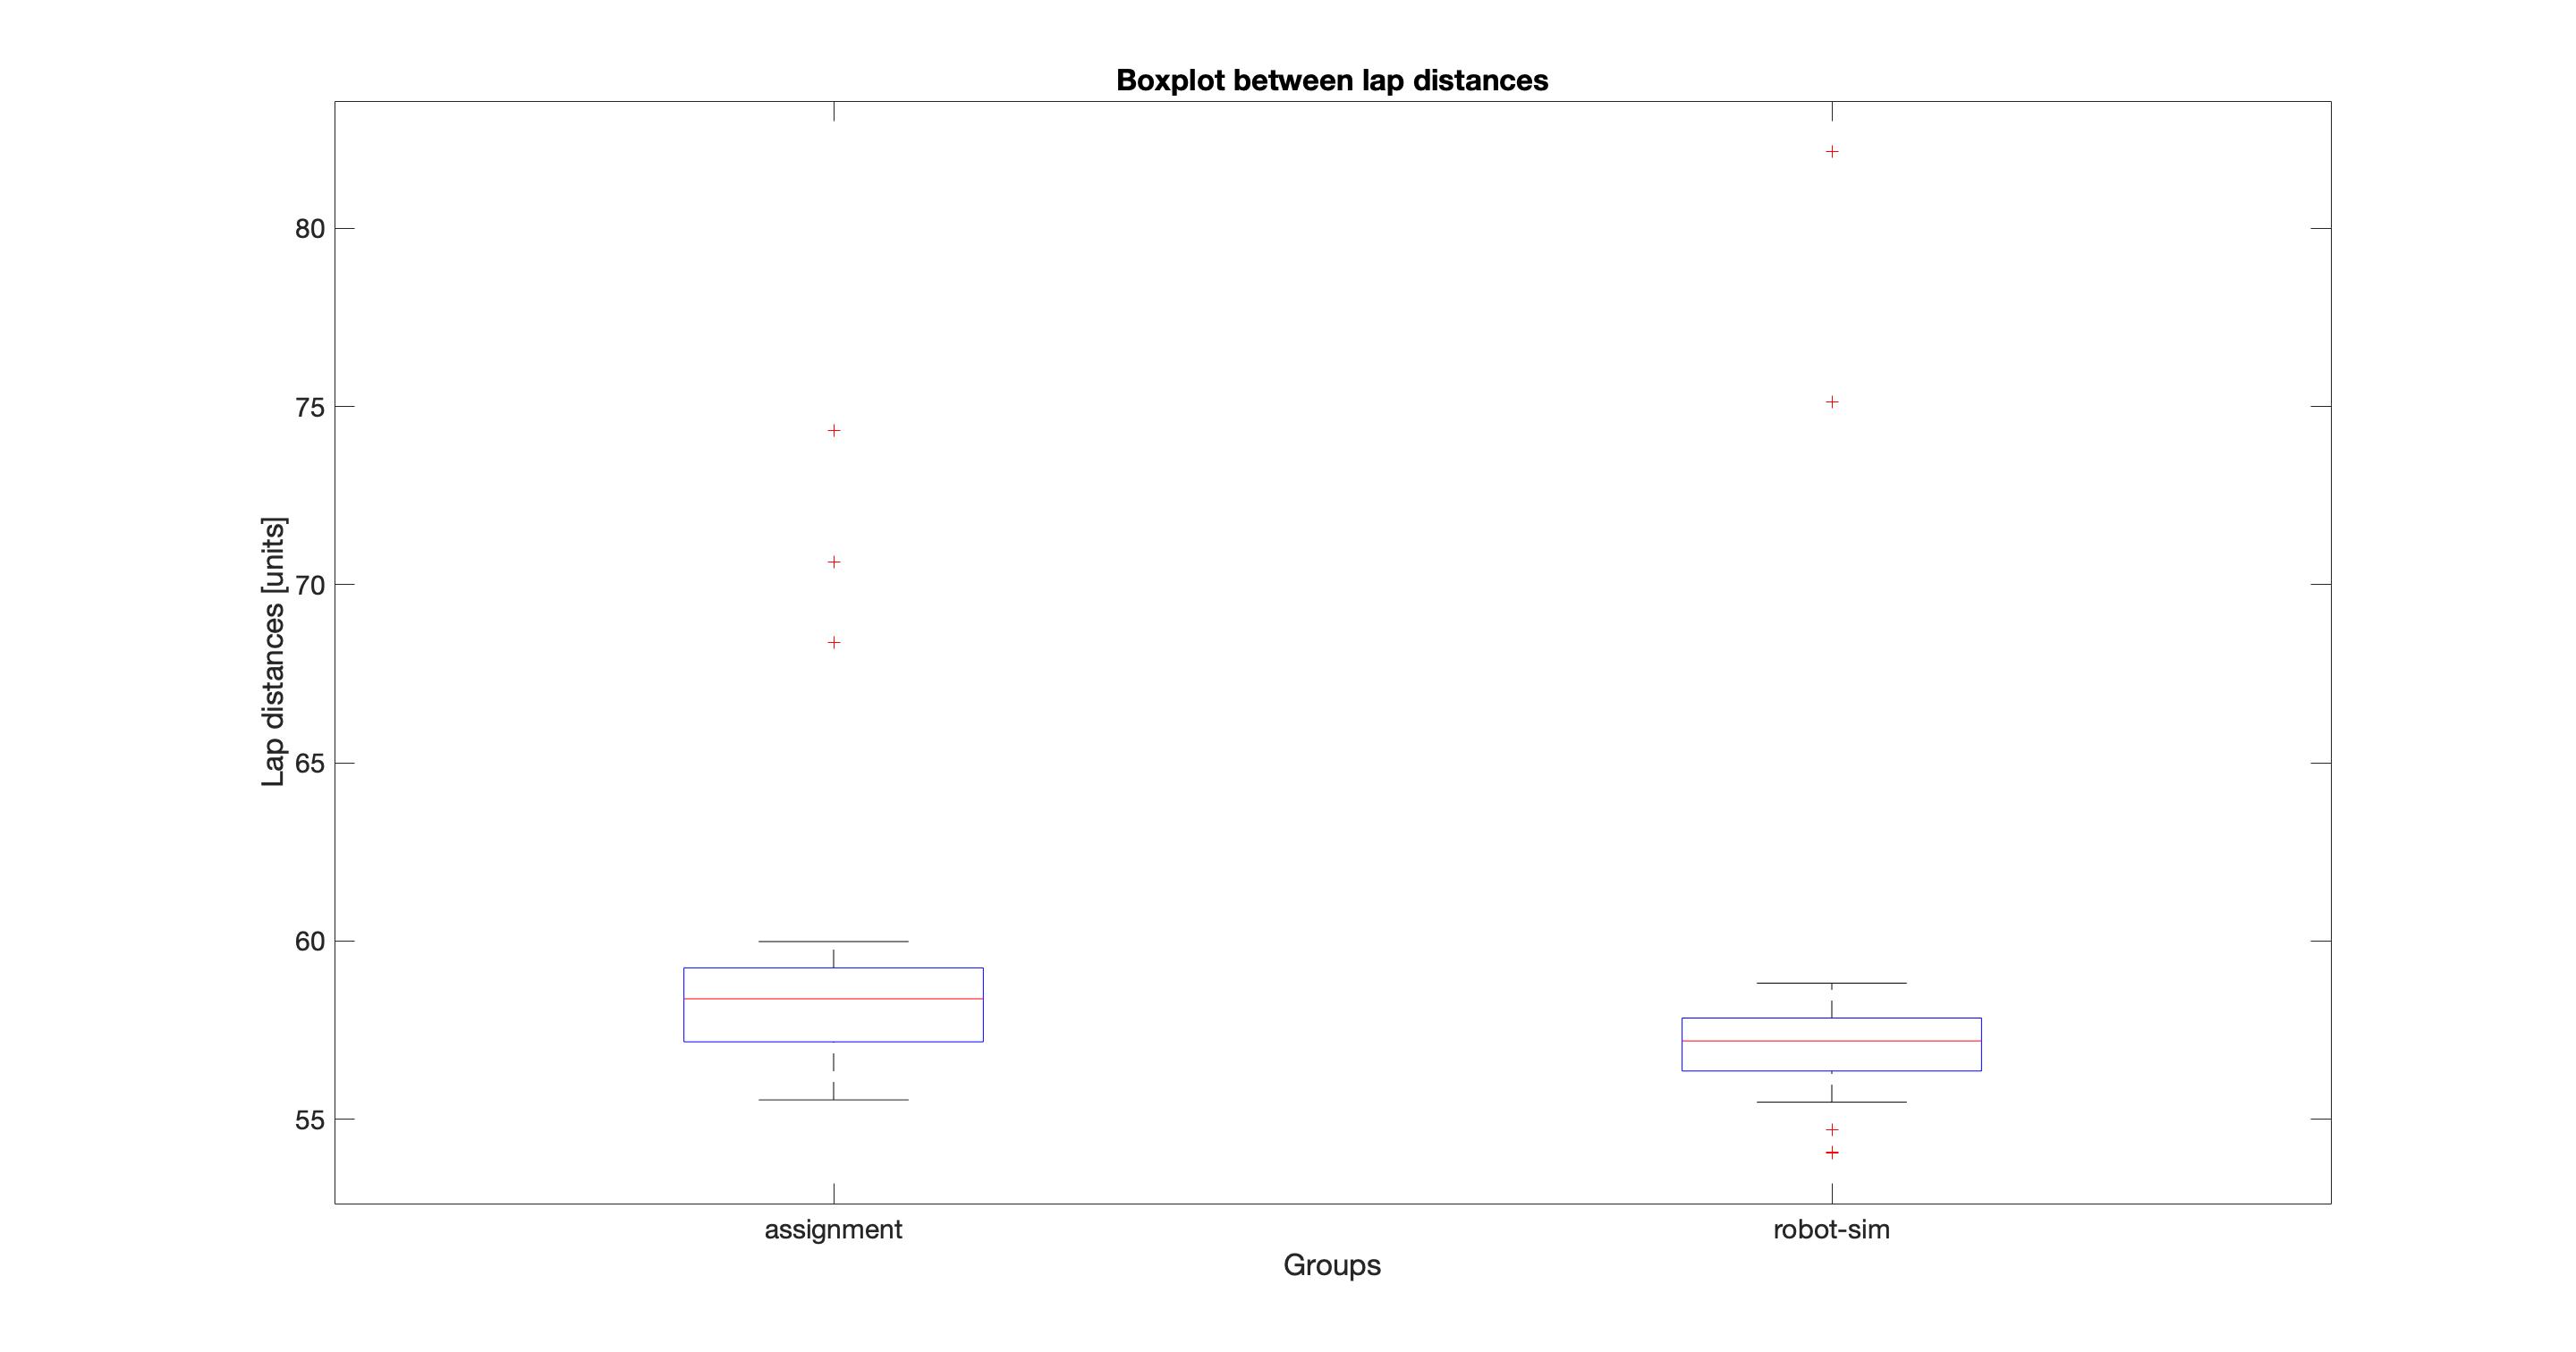 Boxplot between lap distances
80
75
70
65
60
55
Lap distances [units]
assignment
robot-sim
Groups